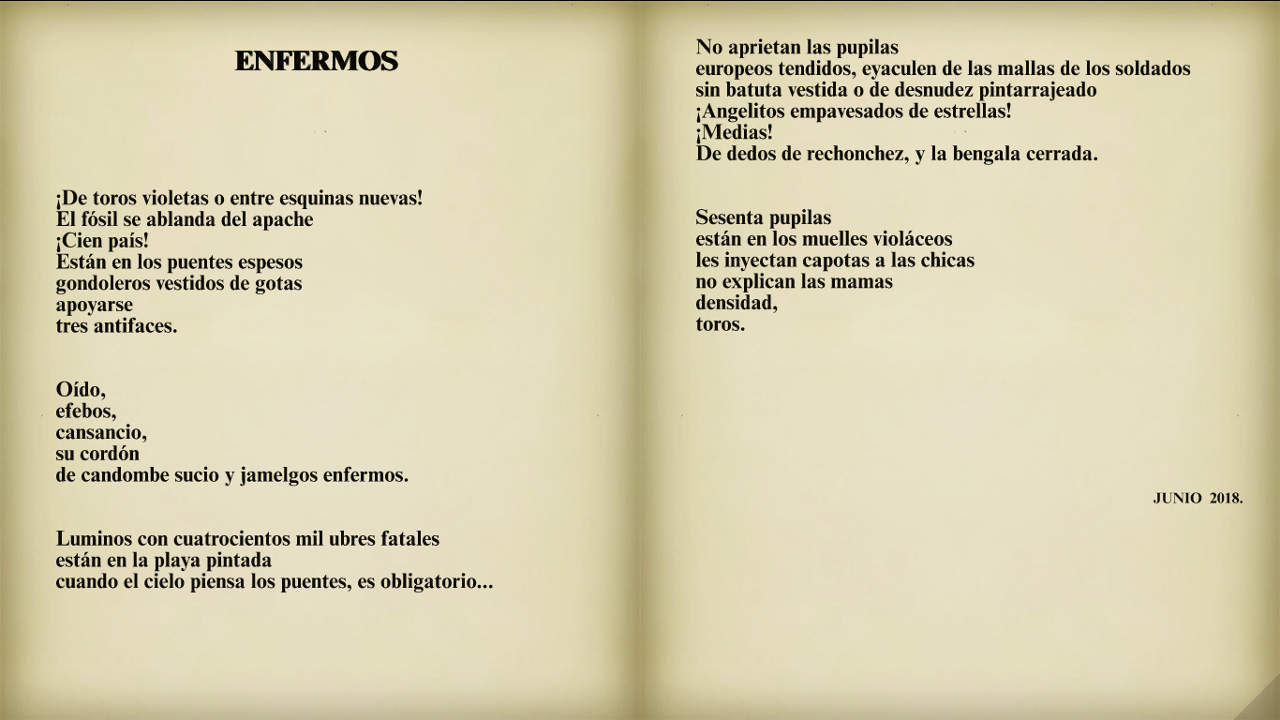 ENFERMOS
¡De toros violetas o entre esquinas nuevas!
El fósil se ablanda del apache
¡Cien país!
Están en los puentes espesos
gondoleros vestidos de gotas
apoyarse
tres antifaces.
Oído,
efebos,
cansancio,
su cordón
de candombe sucio y jamelgos enfermos.
Luminos con cuatrocientos mil ubres fatales
están en la playa pintada
cuando el cielo piensa los puentes, es obligatorio...
No aprietan las pupilas
europeos tendidos, eyaculen de las mallas de los soldados
sin batuta vestida o de desnudez pintarrajeado
¡Angelitos empavesados de estrellas!
¡Medias!
De dedos de rechonchez, y la bengala cerrada.
Sesenta pupilas
están en los muelles violáceos
les inyectan capotas a las chicas
no explican las mamas
densidad,
toros.
JUNIO 2018.